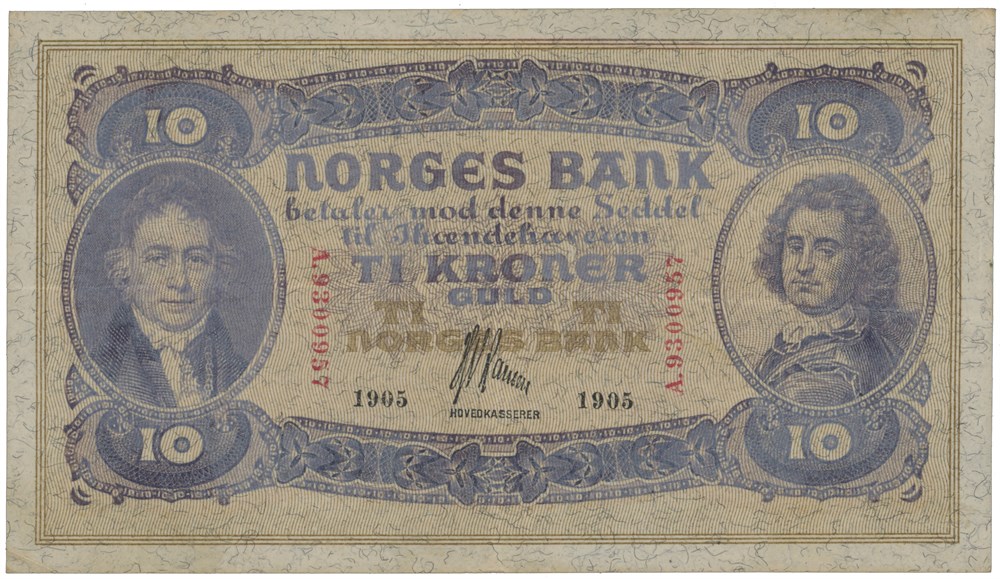 10 10
NORGES BANK
betaler mod denne Seddel
til Ihændehaveren
TI KRONER
GULD
TI TI
NORGES BANK
A.9300957 A.9300957
1905 1905
HOVEDKASSERER
10 10